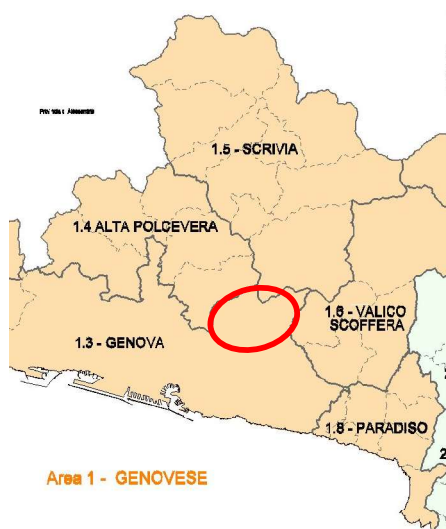 1.5 - SCRIVIA
1.4 ALTA POLCEVERA
1.6 - VALICO
SCOFFERA
1.3 - GENOVA
1.8 - PARADISO
2
Area 1 - GENOVESE